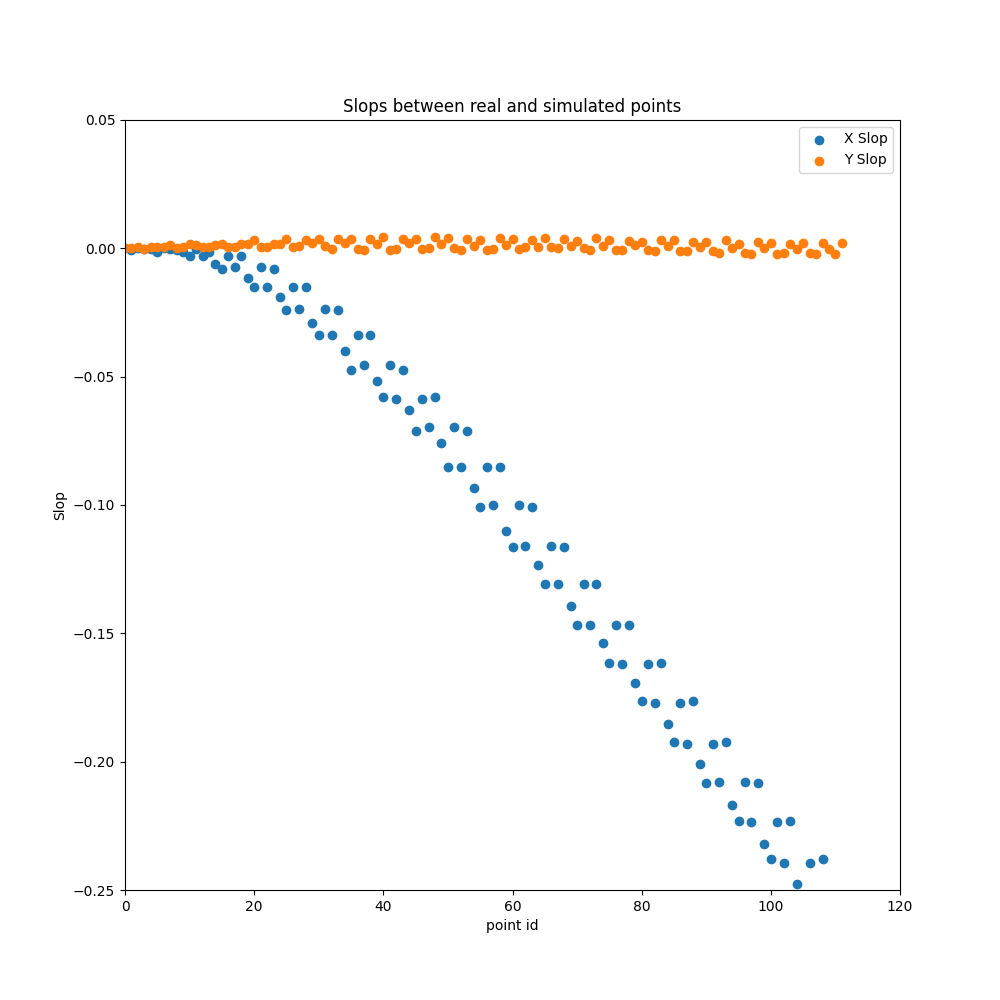 Slops between real and simulated points
X Slop
Y Slop
0.05
0.00
−0.05
−0.10
−0.15
−0.20
−0.25
Slop
0 20 40 60 80 100 120
point id